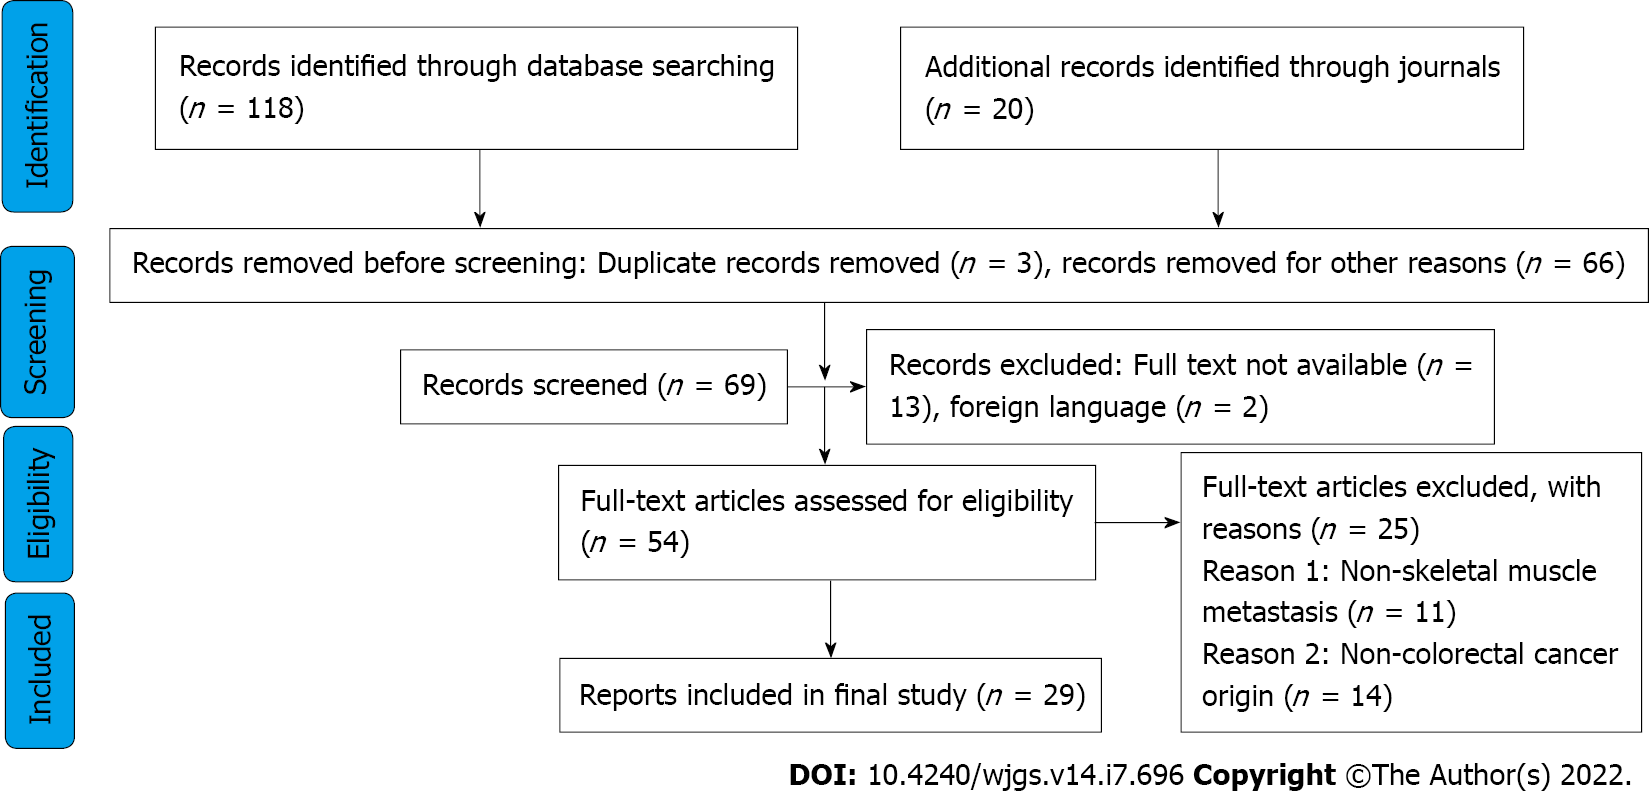 Identification
Records identified through database searching
(n = 118)
Additional records identified through journals
(n = 20)
Screening
Records removed before screening: Duplicate records removed (n = 3), records removed for other reasons (n = 66)
Records screened (n = 69)
Records excluded: Full text not available (n =
13), foreign language (n = 2)
Eligibility
Full-text articles assessed for eligibility
(n = 54)
Full-text articles excluded, with
reasons (n = 25)
Reason 1: Non-skeletal muscle
metastasis (n = 11)
Reason 2: Non-colorectal cancer
origin (n = 14)
Included
Reports included in final study (n = 29)
DOI: 10.4240/wjgs.v14.i7.696 Copyright ©The Author(s) 2022.